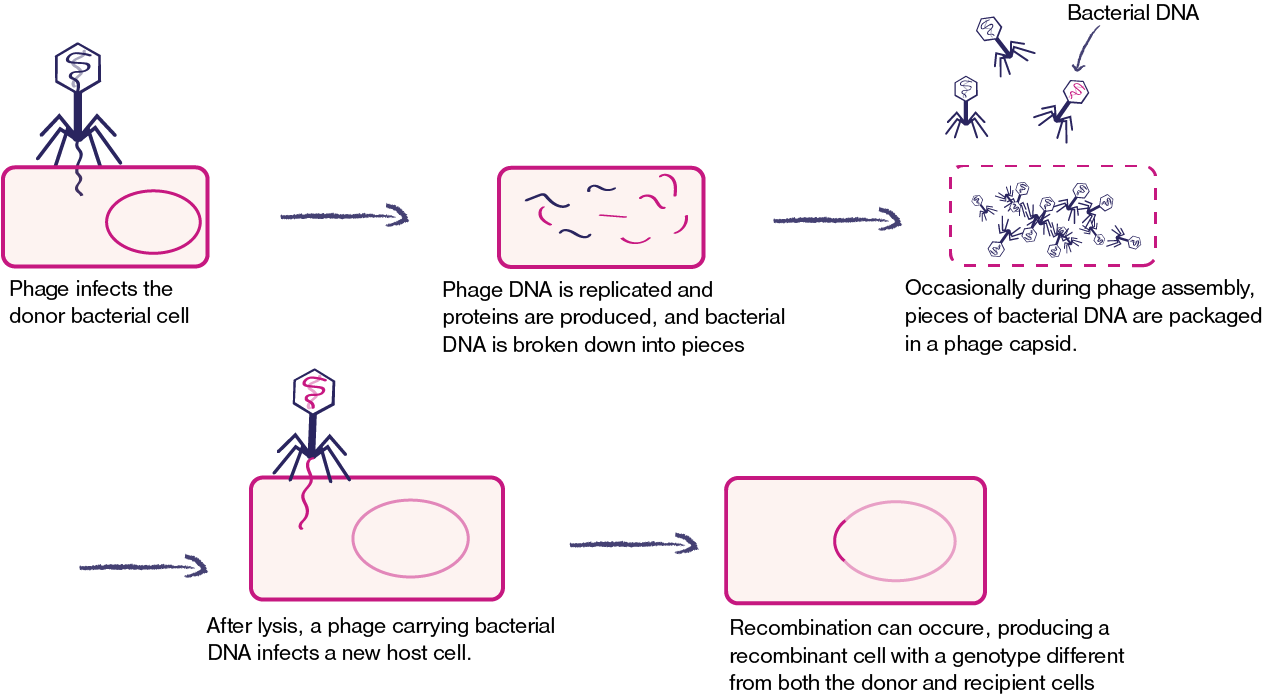 Bacterial DNA
Phage infects the
donor bacterial cell
Phage DNA is replicated and
proteins are produced, and bacterial
DNA is broken down into pieces
Occasionally during phage assembly,
pieces of bacterial DNA are packaged
in a phage capsid.
After lysis, a phage carrying bacterial
DNA infects a new host cell.
Recombination can occure, producing a
recombinant cell with a genotype different
from both the donor and recipient cells